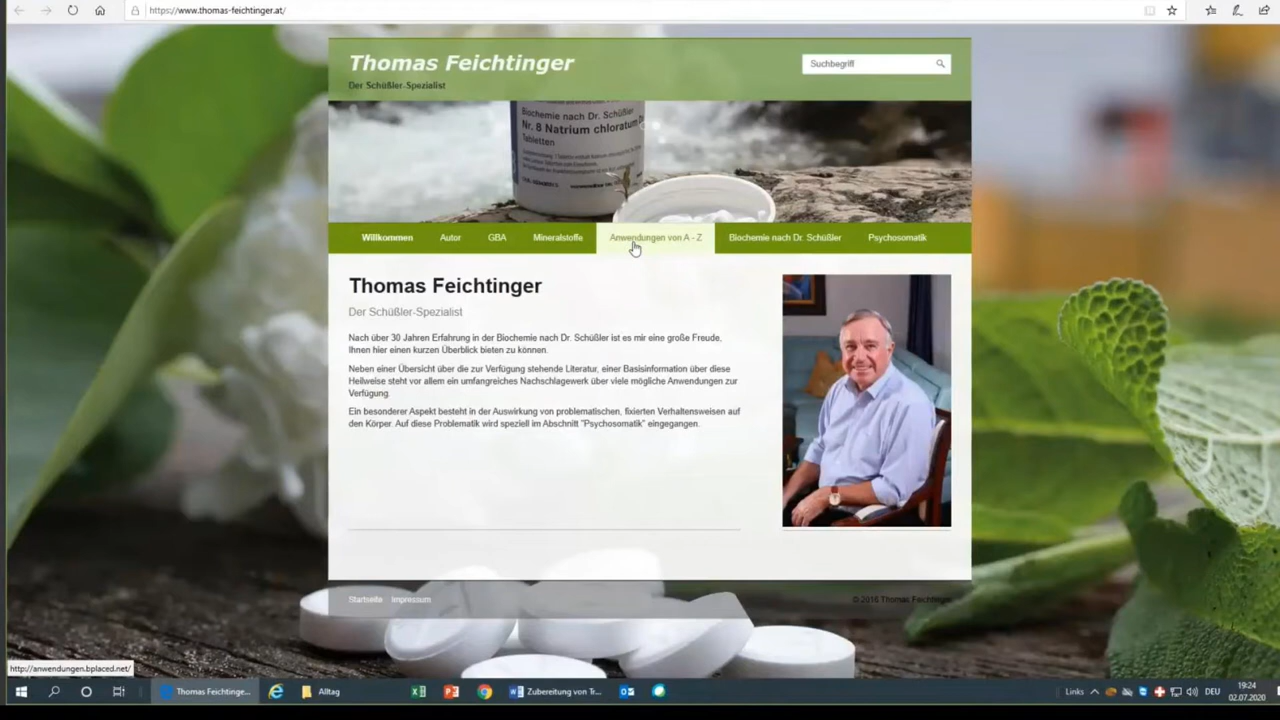 https://www.thomas-feichtinger.at/
Thomas Feichtinger
Der Schüßler-Spezialist
Suchbegriff
Biochemie nach Dr. Schüßler
Nr. 8 Natrium chloratum
Tabletten
Willkommen Autor GBA Mineralstoffe Anwendungen von A - Z Biochemie nach Dr. Schüßler Psychosomatik
Thomas Feichtinger
Der Schüßler-Spezialist
Nach über 30 Jahren Erfahrung in der Biochemie nach Dr. Schüßler ist es mir eine große Freude,
Ihnen hier einen kurzen Überblick bieten zu können.
Neben einer Übersicht über die zur Verfügung stehende Literatur, einer Basisinformation über diese
Heilweise steht vor allem ein umfangreiches Nachschlagewerk über viele mögliche Anwendungen zur
Verfügung.
Ein besonderer Aspekt besteht in der Auswirkung von problematischen, fixierten Verhaltensweisen auf
den Körper. Auf diese Problematik wird speziell im Abschnitt "Psychosomatik" eingegangen.
Startseite Impressum
© 2016 Thomas Feichtinger
http://anwendungen.bplaced.net/
Thomas Feichtinge... Alltag Zubereitung von Tr... Links DEU 19:24
02.07.2020